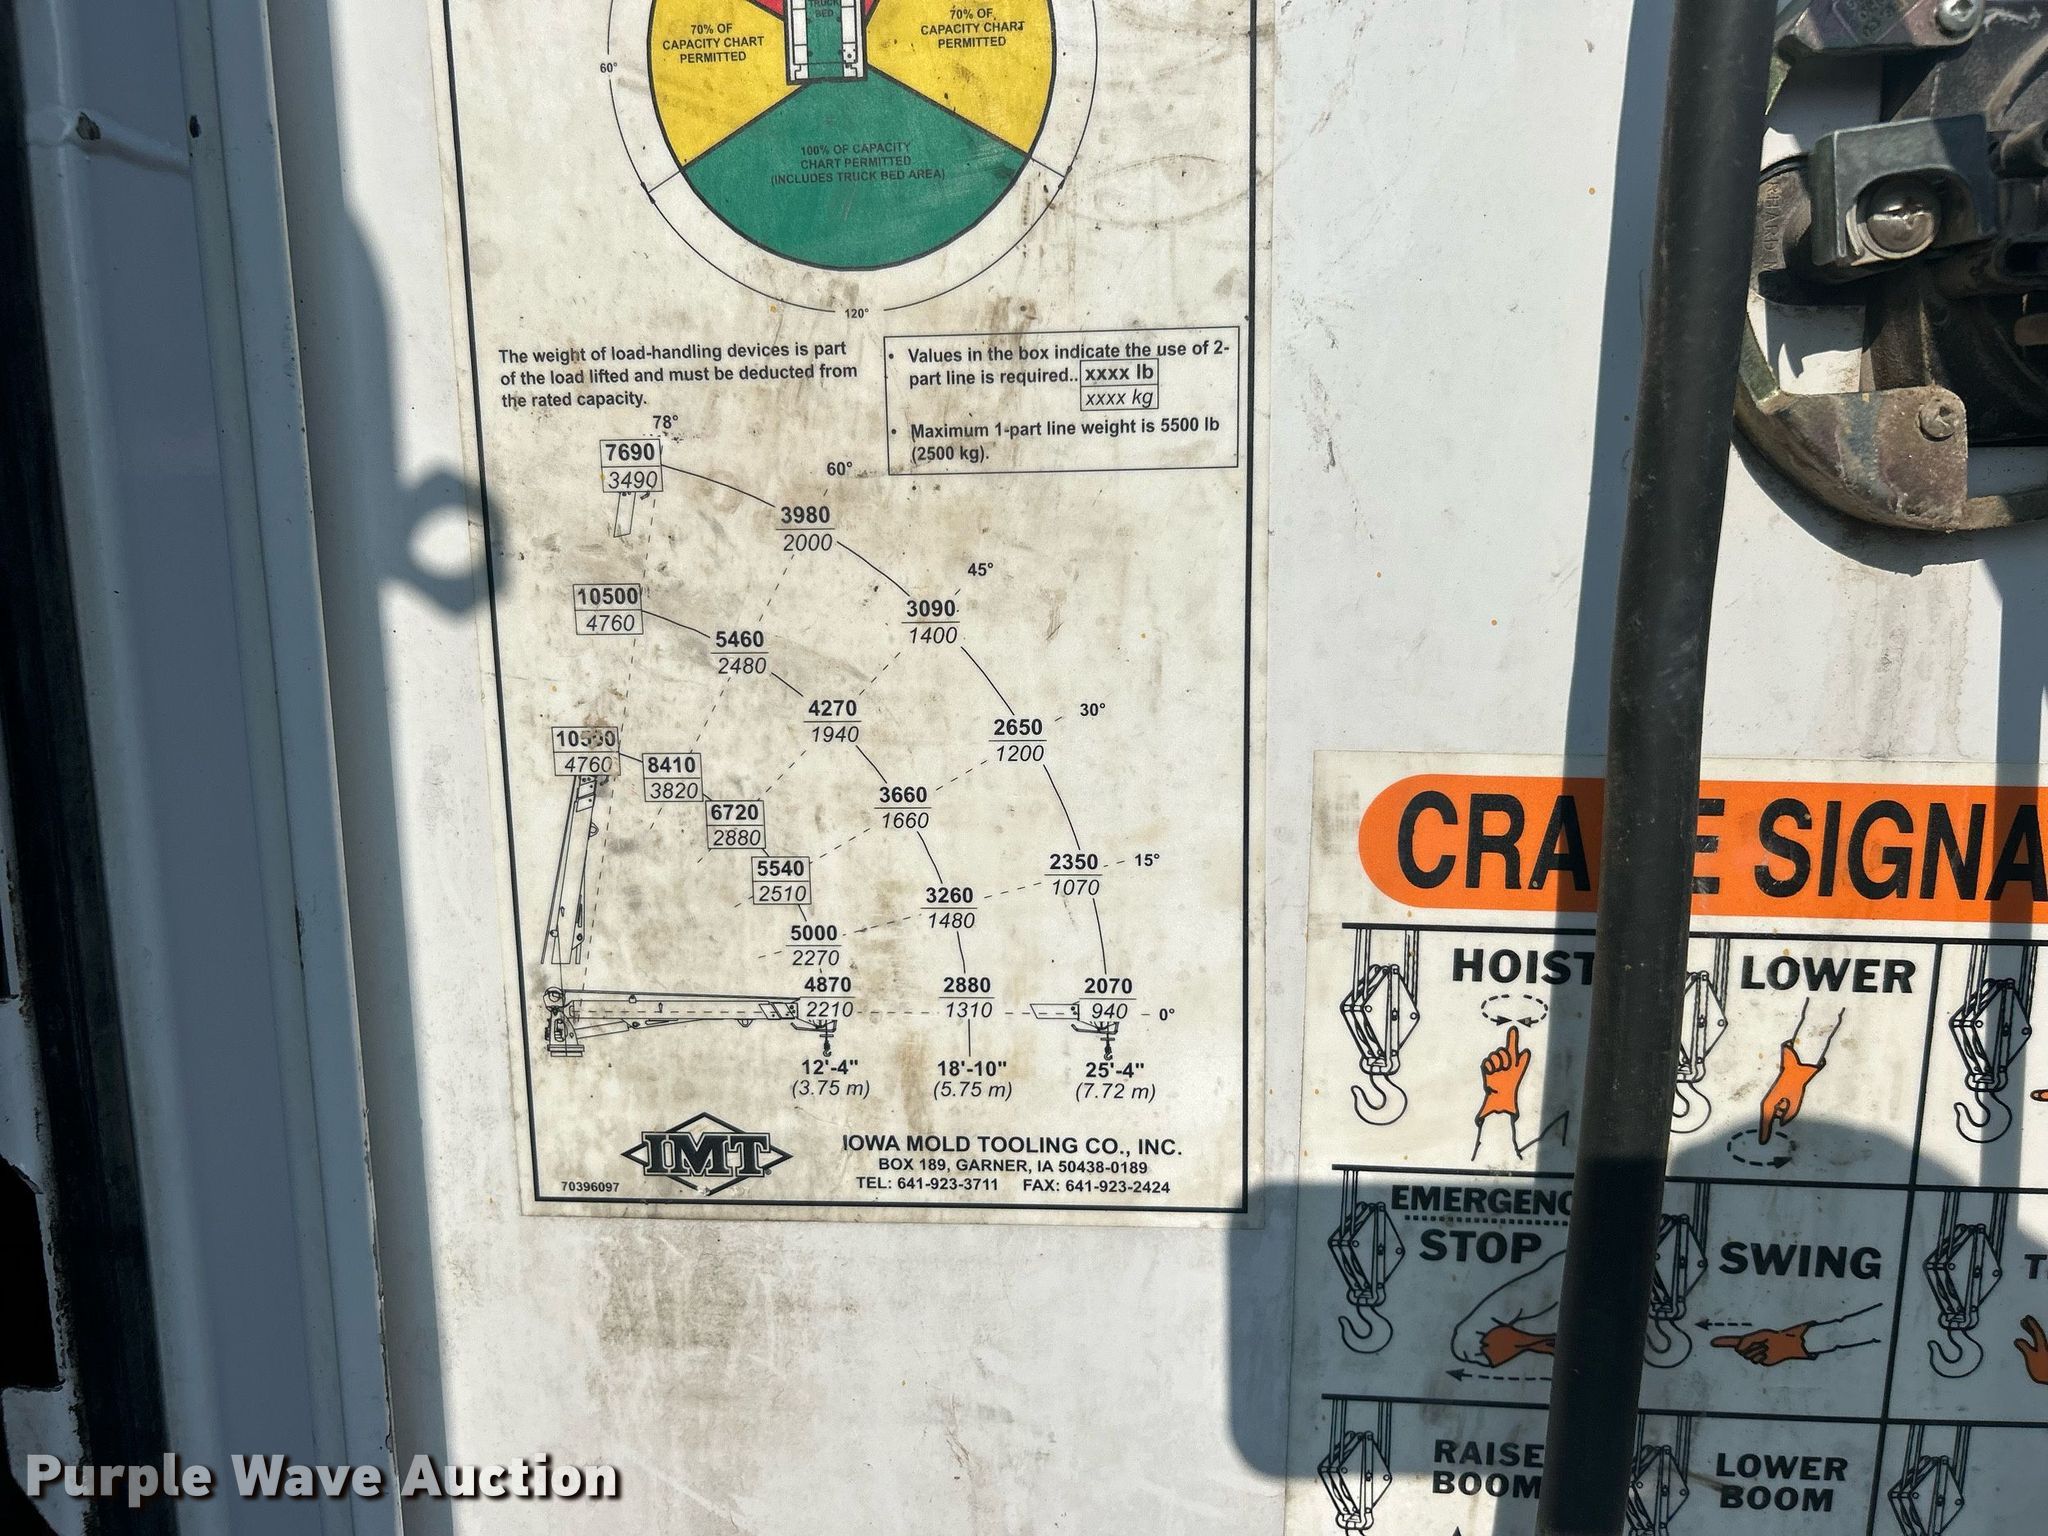 TRUCK
BED
70% OF
CAPACITY CHART
PERMITTED
70% OF
CAPACITY CHART
PERMITTED
60°
100% OF CAPACITY
CHART PERMITTED
(INCLUDES TRUCK BED AREA)
120°
The weight of load-handling devices is part
of the load lifted and must be deducted from
the rated capacity.
• Values in the box indicate the use of 2-
part line is required.. xxxx lb
xxxx kg
• Maximum 1-part line weight is 5500 lb
(2500 kg).
78°
7690
3490
60°
3980
2000
45°
3090
1400
10500
4760
5460
2480
4270
1940
30°
2650
1200
10500
4760
8410
3820
6720
2880
3660
1660
5540
2510
2350
1070
15°
3260
1480
5000
2270
4870
2210
2880
1310
2070
940
0°
12'-4"
(3.75 m)
18'-10"
(5.75 m)
25'-4"
(7.72 m)
IMT
IOWA MOLD TOOLING CO., INC.
BOX 189, GARNER, IA 50438-0189
TEL: 641-923-3711 FAX: 641-923-2424
70396097
CRA E SIGNA
HOIST
LOWER
EMERGENC
STOP
SWING
RAISE
BOOM
LOWER
BOOM
Purple Wave Auction